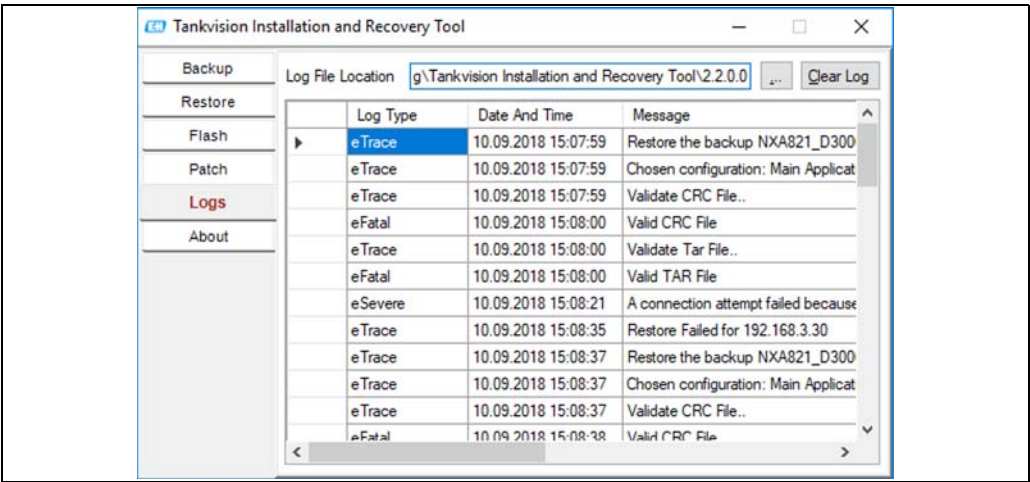 EH Tankvision Installation and Recovery Tool
Backup
Restore
Flash
Patch
Logs
About
Log File Location g\Tankvision Installation and Recovery Tool\2.2.0.0 ... Clear Log
Log Type Date And Time Message
eTrace 10.09.2018 15:07:59 Restore the backup NXA821_D300
eTrace 10.09.2018 15:07:59 Chosen configuration: Main Applicat
eTrace 10.09.2018 15:07:59 Validate CRC File..
eFatal 10.09.2018 15:08:00 Valid CRC File
eTrace 10.09.2018 15:08:00 Validate Tar File..
eFatal 10.09.2018 15:08:00 Valid TAR File
eSevere 10.09.2018 15:08:21 A connection attempt failed because
eTrace 10.09.2018 15:08:35 Restore Failed for 192.168.3.30
eTrace 10.09.2018 15:08:37 Restore the backup NXA821_D300
eTrace 10.09.2018 15:08:37 Chosen configuration: Main Applicat
eTrace 10.09.2018 15:08:37 Validate CRC File..
eFatal 10.09.2018 15:08:38 Valid CRC File